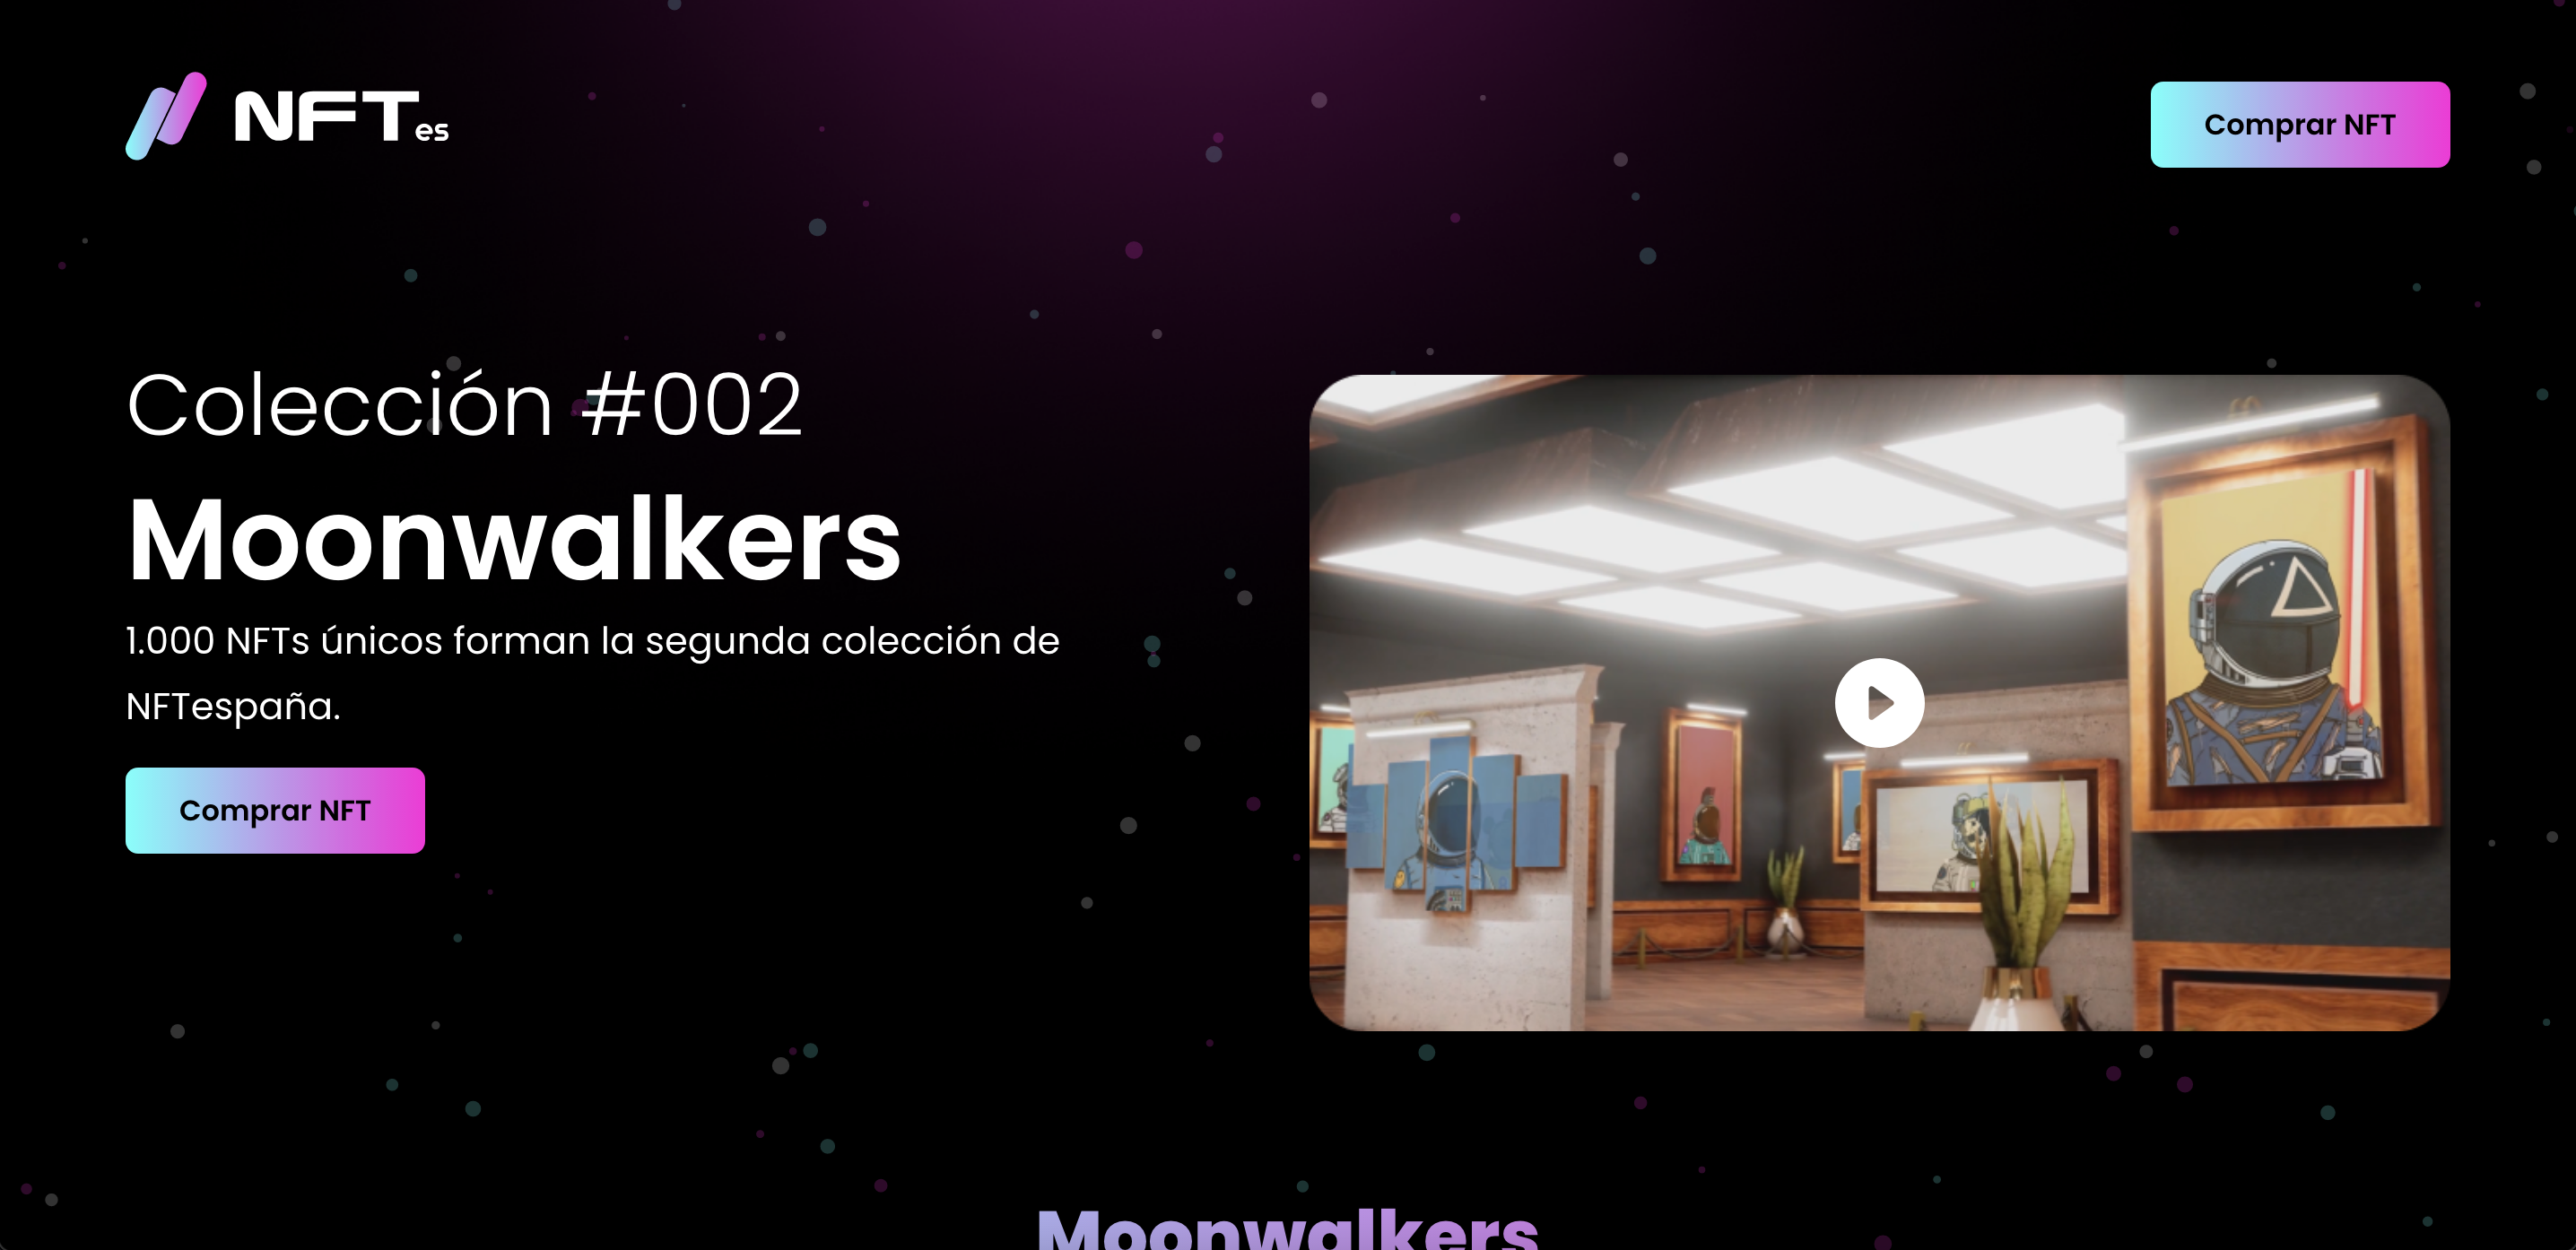 NFTes
Comprar NFT
Colección #002
Moonwalkers
1.000 NFTs únicos forman la segunda colección de
NFTespaña.
Comprar NFT
Moonwalkers